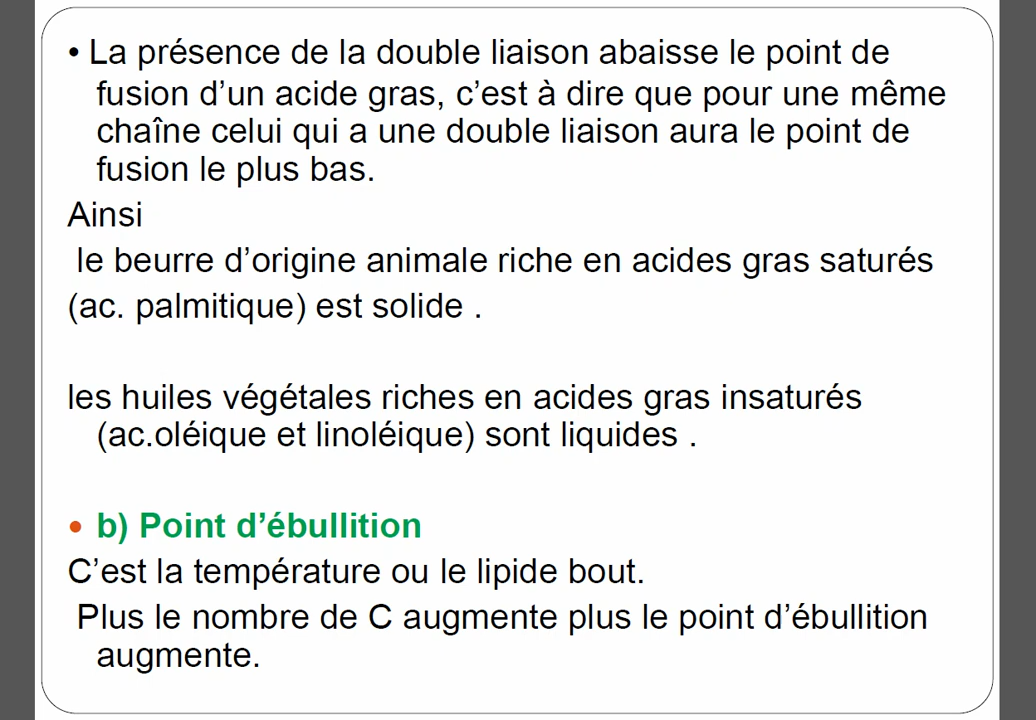 • La présence de la double liaison abaisse le point de
fusion d’un acide gras, c’est à dire que pour une même
chaîne celui qui a une double liaison aura le point de
fusion le plus bas.
Ainsi
le beurre d’origine animale riche en acides gras saturés
(ac. palmitique) est solide .
les huiles végétales riches en acides gras insaturés
(ac.oléique et linoléique) sont liquides .
• b) Point d’ébullition
C’est la température ou le lipide bout.
Plus le nombre de C augmente plus le point d’ébullition
augmente.